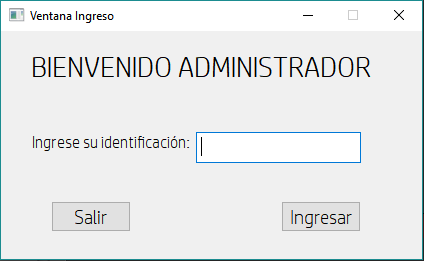 Ventana Ingreso
BIENVENIDO ADMINISTRADOR
Ingrese su identificación:
Salir
Ingresar